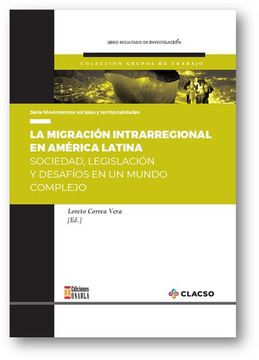 LIBRO RESULTADO DE INVESTIGACIÓN
COLECCIÓN GRUPOS DE TRABAJO
Serie Movimientos sociales y territorialidades
LA MIGRACIÓN INTRARREGIONAL
EN AMÉRICA LATINA
SOCIEDAD, LEGISLACIÓN
Y DESAFÍOS EN UN MUNDO
COMPLEJO
Loreto Correa Vera
[Ed.]
Ediciones
UNAULA
CLACSO